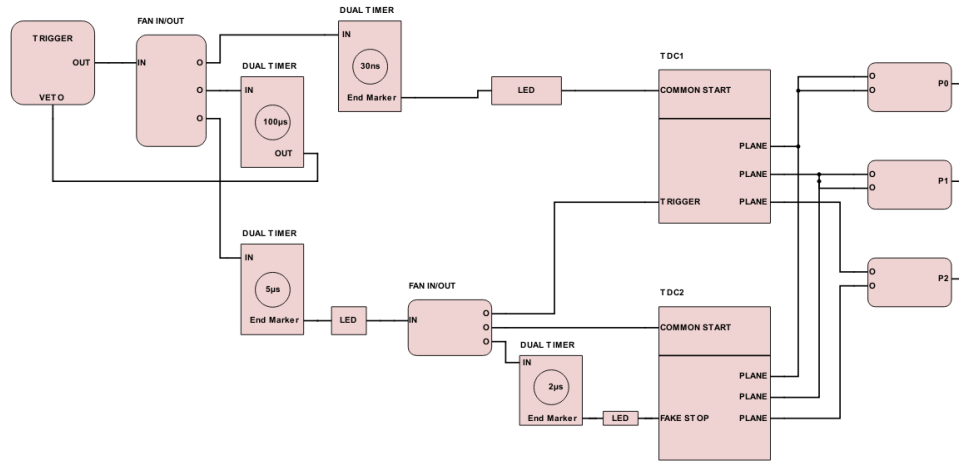 FAN IN/OUT
DUAL TIMER
TRIGGER
OUT
VETO
IN
O
O
O
IN
30ns
End Marker
DUAL TIMER
IN
100µs
OUT
LED
TDC1
COMMON START
PLANE
PLANE
PLANE
TRIGGER
O
O
P0
O
O
P1
O
O
P2
DUAL TIMER
IN
5µs
End Marker
LED
FAN IN/OUT
IN
O
O
O
DUAL TIMER
IN
2µs
End Marker
LED
TDC2
COMMON START
PLANE
PLANE
FAKE STOP
PLANE